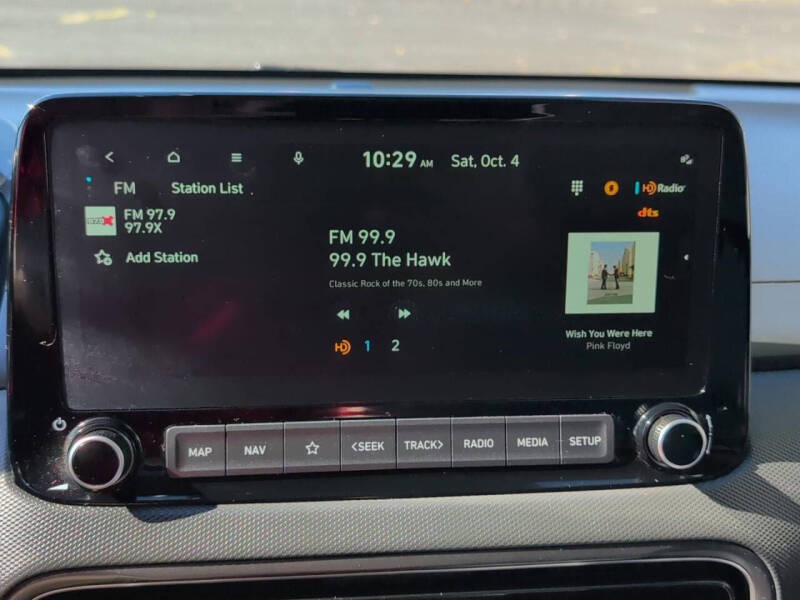 10:29 AM Sat, Oct. 4
FM Station List
HD Radio
dts
97.9X
FM 97.9
97.9X
Add Station
FM 99.9
99.9 The Hawk
Classic Rock of the 70s, 80s and More
HD 1 2
Wish You Were Here
Pink Floyd
MAP NAV <SEEK TRACK> RADIO MEDIA SETUP